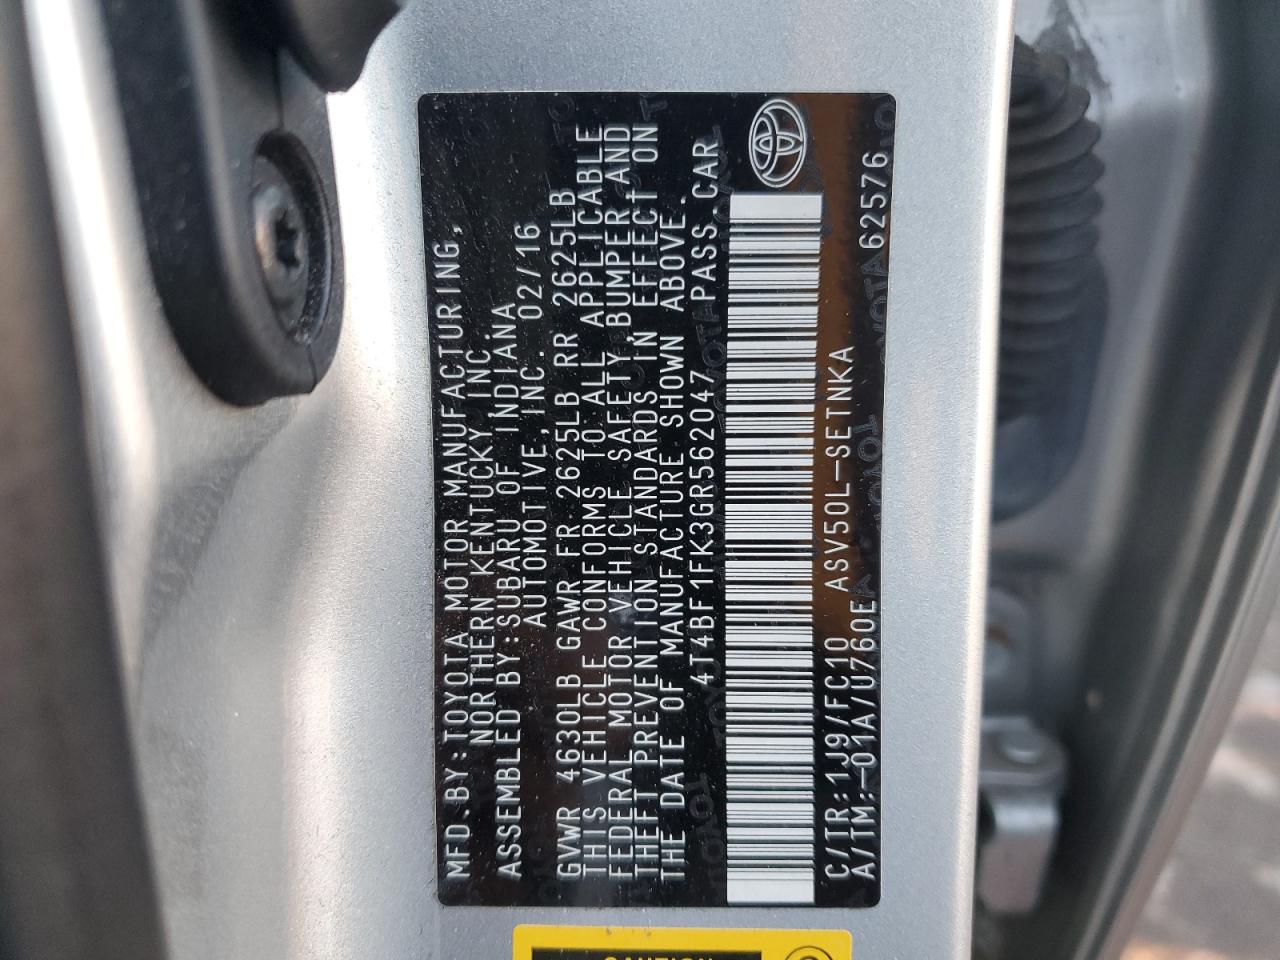 MFD.BY:TOYOTA MOTOR MANUFACTURING,
NORTHERN KENTUCKY,INC.
ASSEMBLED BY:SUBARU OF INDIANA
AUTOMOTIVE,INC. 02/16
GVWR 4630LB GAWR FR 2625LB RR 2625LB
THIS VEHICLE CONFORMS TO ALL APPLICABLE
FEDERAL MOTOR VEHICLE SAFETY,BUMPER AND
THEFT PREVENTION STANDARDS IN EFFECT ON
THE DATE OF MANUFACTURE SHOWN ABOVE.
4T4BF1FK3GR562047 PASS.CAR
C/TR:1J9/FC10 ASV50L-SETNKA
A/TM:-01A/U760E A62576
CAUTION